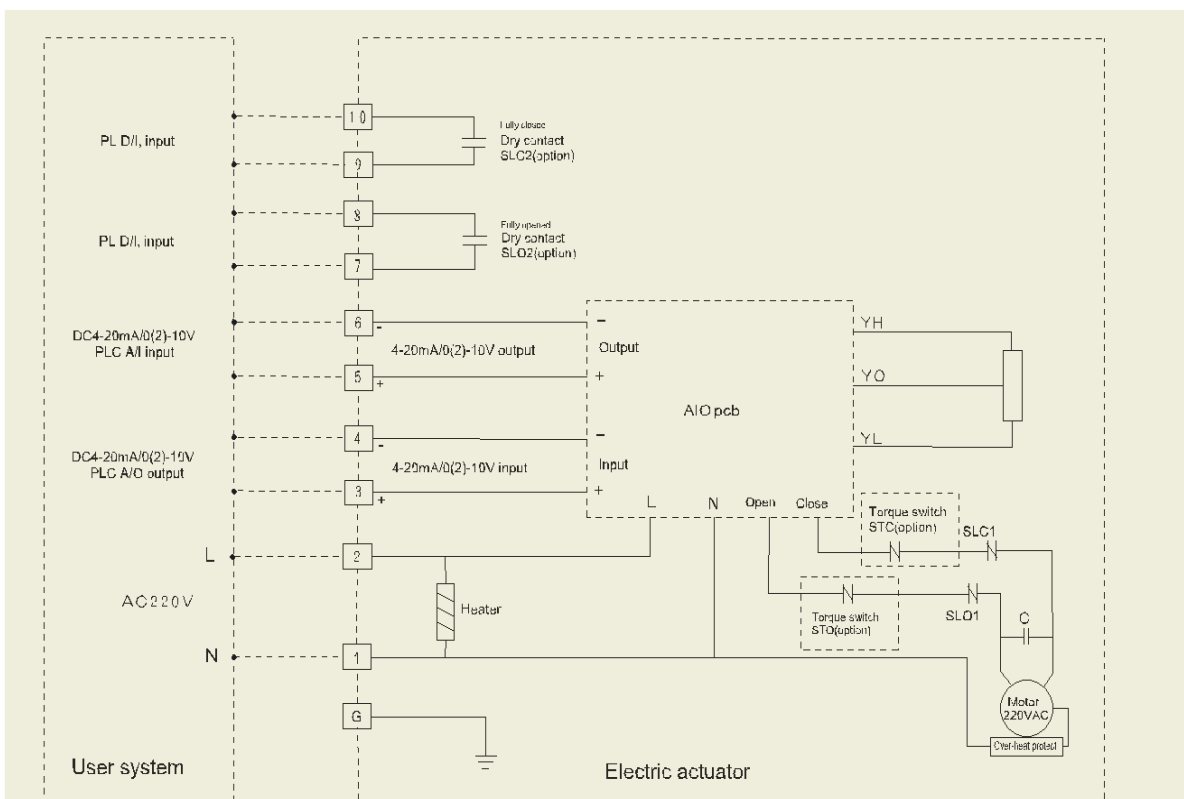 10
Fully closed
PL D/I, input
Dry contact
SLC2(option)
9
8
Fully opened
PL D/I, input
Dry contact
SLO2(option)
7
6
-
-
YH
DC4-20mA/0(2)-10V
PLC A/I input
4-20mA/0(2)-10V output
Output
5
+
+
YO
AIO pcb
4
-
-
YL
DC4-20mA/0(2)-10V
PLC A/O output
4-20mA/0(2)-10V input
Input
3
+
+
L
N
Open
Close
Torque switch
STC(option)
SLC1
L
2
AC220V
Heater
Torque switch
STO(option)
SLO1
C
N
1
G
Motor
220VAC
Over-heat protect
User system
Electric actuator